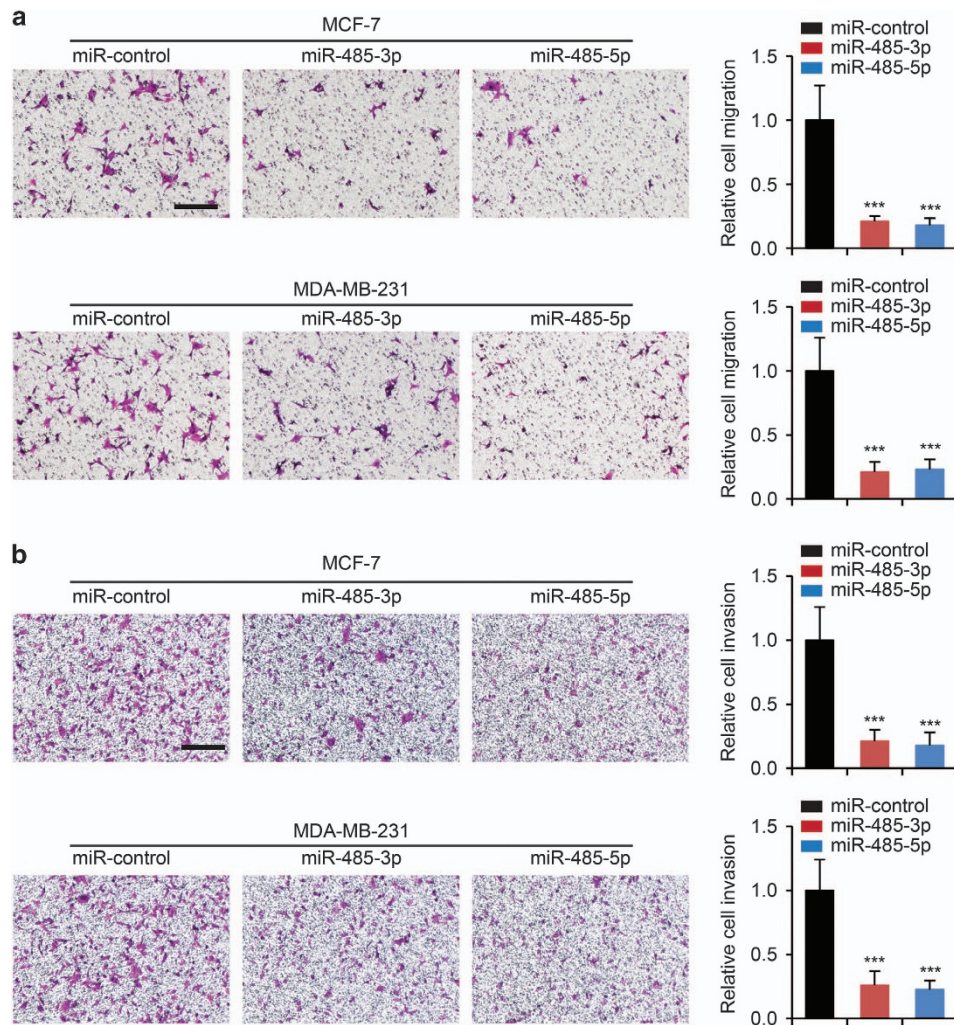 a
MCF-7
miR-control miR-485-3p miR-485-5p
miR-control
miR-485-3p
miR-485-5p
Relative cell migration
1.5
1.0
0.5
0.0
*** ***
MDA-MB-231
miR-control miR-485-3p miR-485-5p
miR-control
miR-485-3p
miR-485-5p
Relative cell migration
1.5
1.0
0.5
0.0
*** ***
b
MCF-7
miR-control miR-485-3p miR-485-5p
miR-control
miR-485-3p
miR-485-5p
Relative cell invasion
1.5
1.0
0.5
0.0
*** ***
MDA-MB-231
miR-control miR-485-3p miR-485-5p
miR-control
miR-485-3p
miR-485-5p
Relative cell invasion
1.5
1.0
0.5
0.0
*** ***